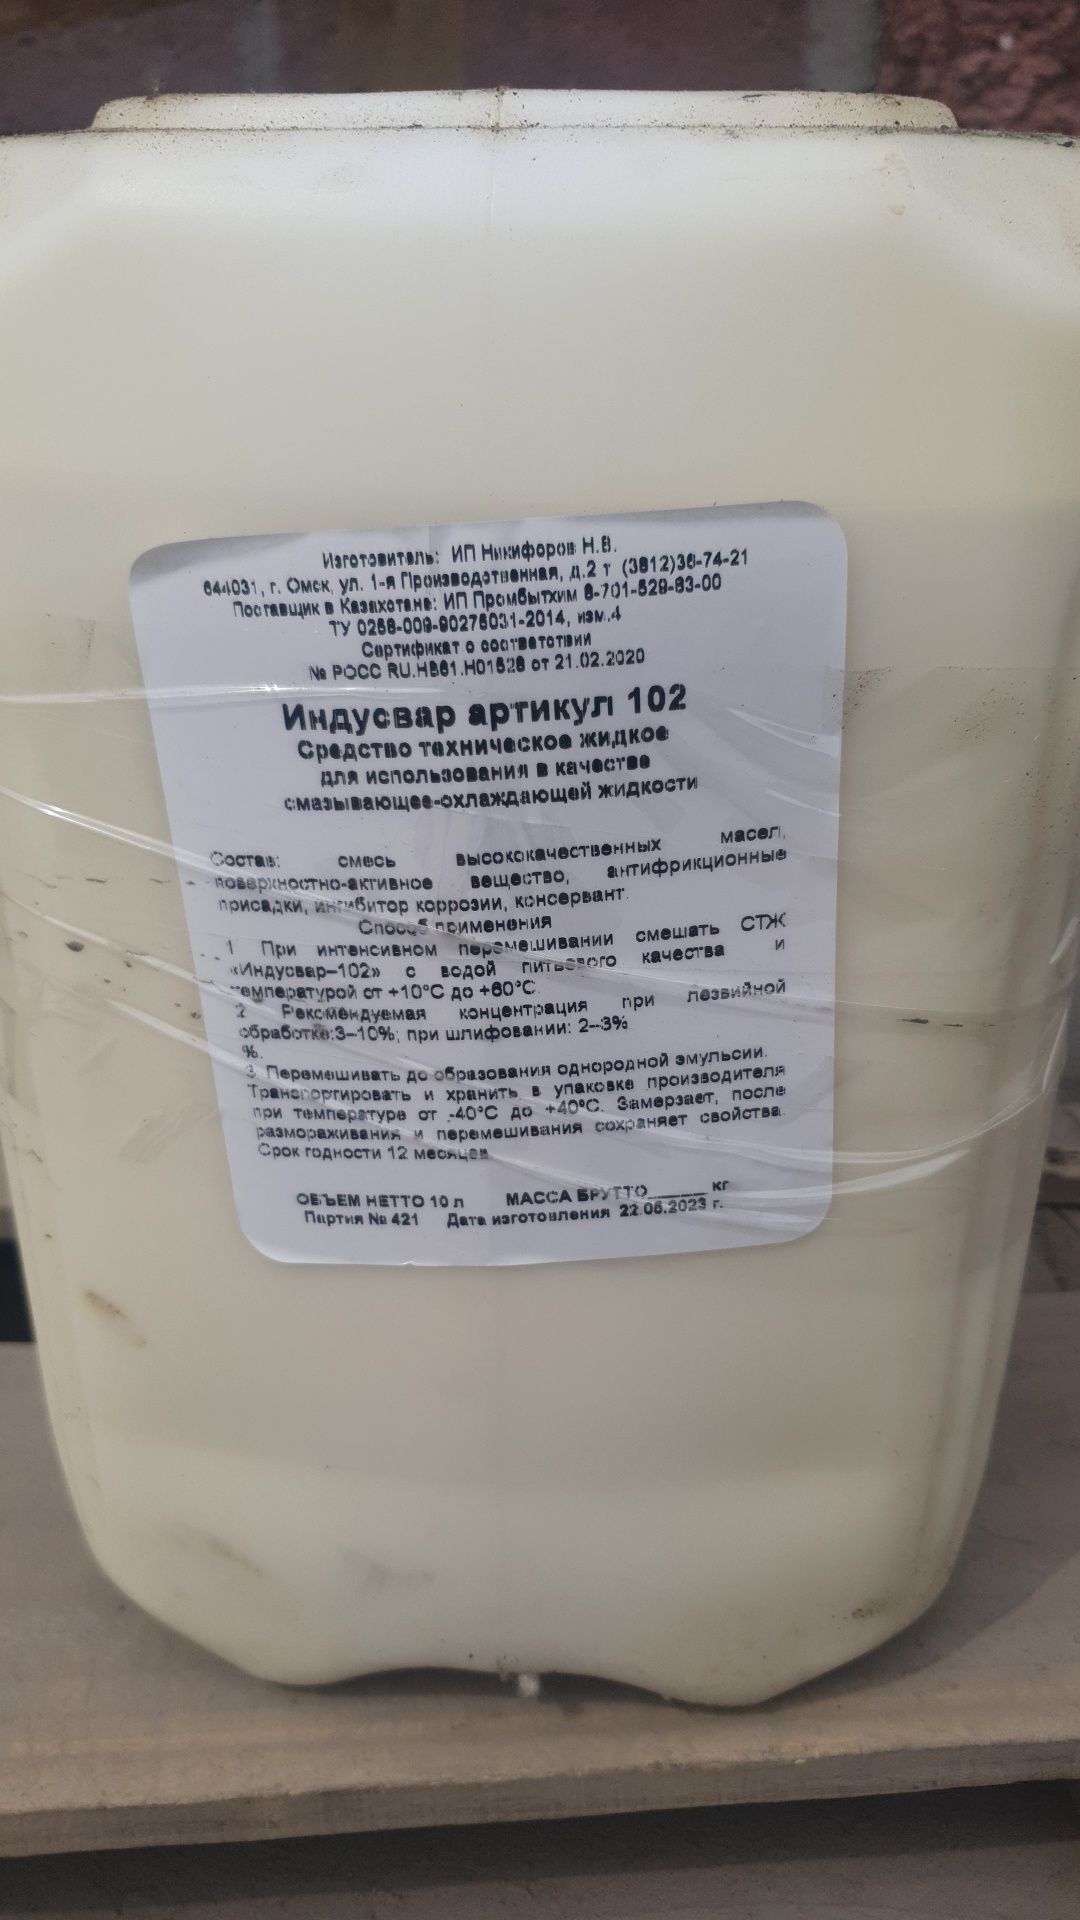 Изготовитель: ИП Никифоров Н.В.
644031, г. Омск, ул. 1-я Производственная, д.2 т (3812)36-74-21
Поставщик в Казахстане: ИП Промбытхим 8-701-529-83-00
ТУ 0258-009-90275031-2014, изм.4
Сертификат о соответствии
№ РОСС RU.НВ61.Н01528 от 21.02.2020
Индусвар артикул 102
Средство техническое жидкое
для использования в качестве
смазывающее-охлаждающей жидкости
Состав: смесь высококачественных масел,
поверхностно-активное вещество, антифрикционные
присадки, ингибитор коррозии, консервант.
Способ применения
1 При интенсивном перемешивании смешать СТЖ
«Индусвар–102» с водой питьевого качества и
температурой от +10°С до +60°С.
2 Рекомендуемая концентрация при лезвийной
обработке:3–10%; при шлифовании: 2–3%
%.
3 Перемешивать до образования однородной эмульсии.
Транспортировать и хранить в упаковке производителя
при температуре от -40°С до +40°С. Замерзает, после
размораживания и перемешивания сохраняет свойства.
Срок годности 12 месяцев
ОБЪЕМ НЕТТО 10 л МАССА БРУТТО______ кг
Партия № 421 Дата изготовления 22.06.2023 г.